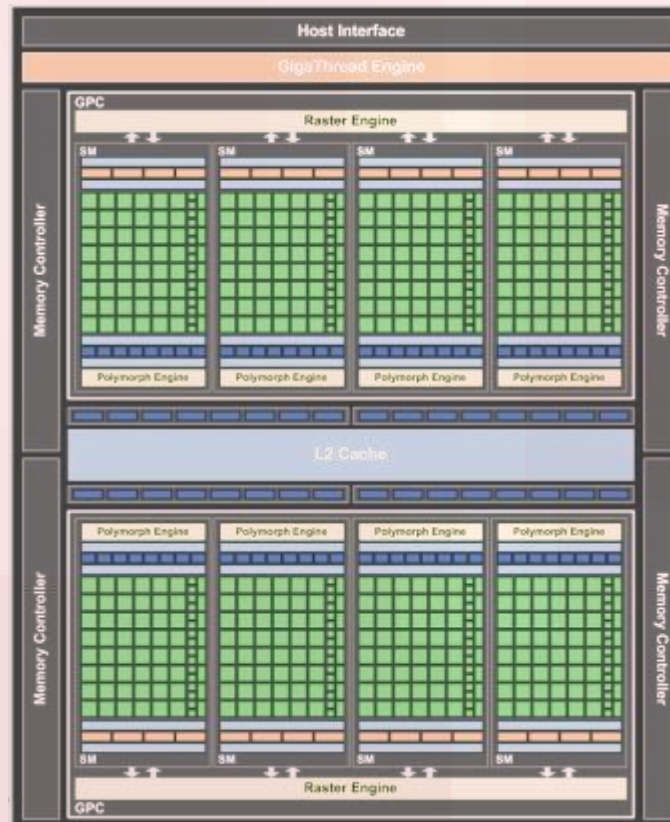 Host Interface
GigaThread Engine
GPC
Raster Engine
SM SM SM SM
Memory Controller
Memory Controller
Polymorph Engine Polymorph Engine Polymorph Engine Polymorph Engine
L2 Cache
Polymorph Engine Polymorph Engine Polymorph Engine Polymorph Engine
Memory Controller
Memory Controller
SM SM SM SM
Raster Engine
GPC